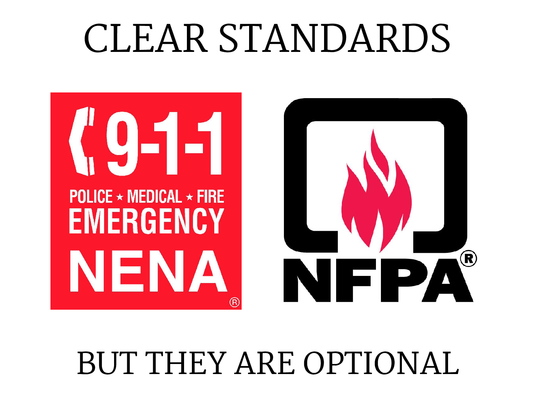 CLEAR STANDARDS
9-1-1
POLICE ★ MEDICAL ★ FIRE
EMERGENCY
NENA
®
NFPA®
BUT THEY ARE OPTIONAL